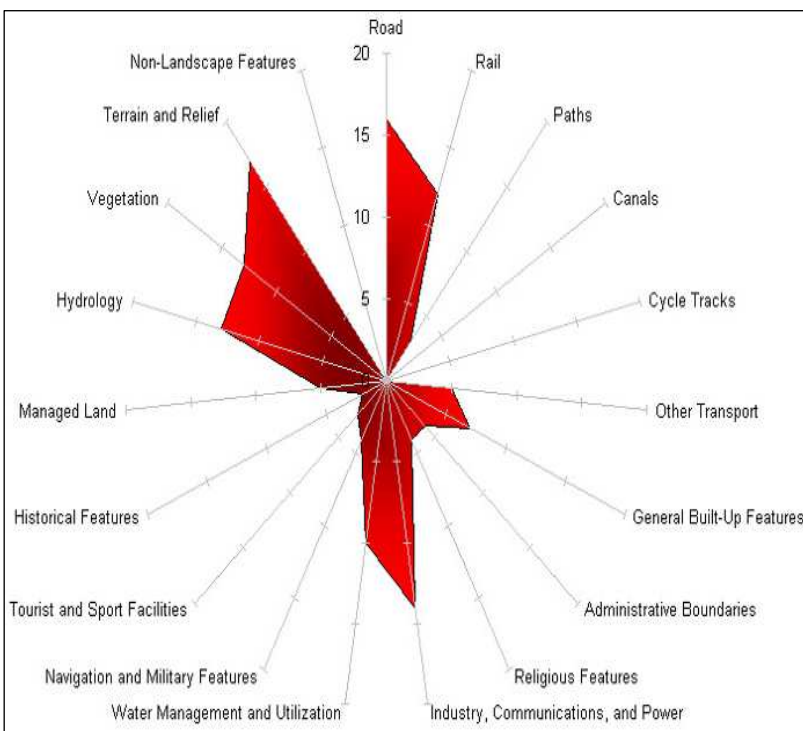 Road
20
Non-Landscape Features
Rail
Terrain and Relief
Paths
15
Vegetation
Canals
10
Hydrology
Cycle Tracks
5
Managed Land
Other Transport
Historical Features
General Built-Up Features
Tourist and Sport Facilities
Administrative Boundaries
Navigation and Military Features
Religious Features
Water Management and Utilization
Industry, Communications, and Power